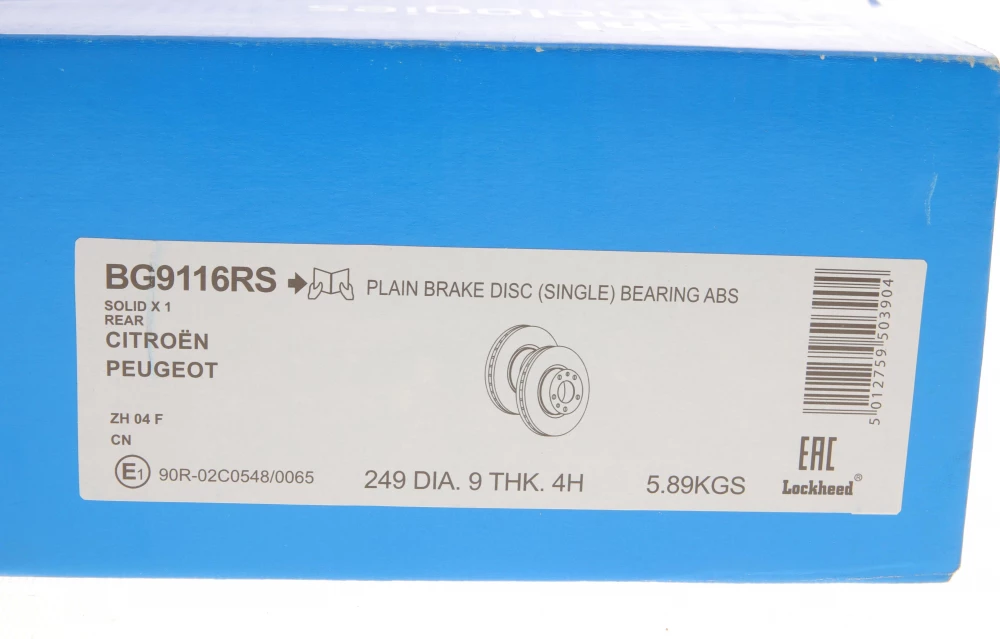 BG9116RS
PLAIN BRAKE DISC (SINGLE) BEARING ABS
SOLID X 1
REAR
CITROËN
PEUGEOT
ZH 04 F
CN
E1 90R-02C0548/0065
249 DIA. 9 THK. 4H
5.89KGS
5 012759 503904
EAC
Lockheed®